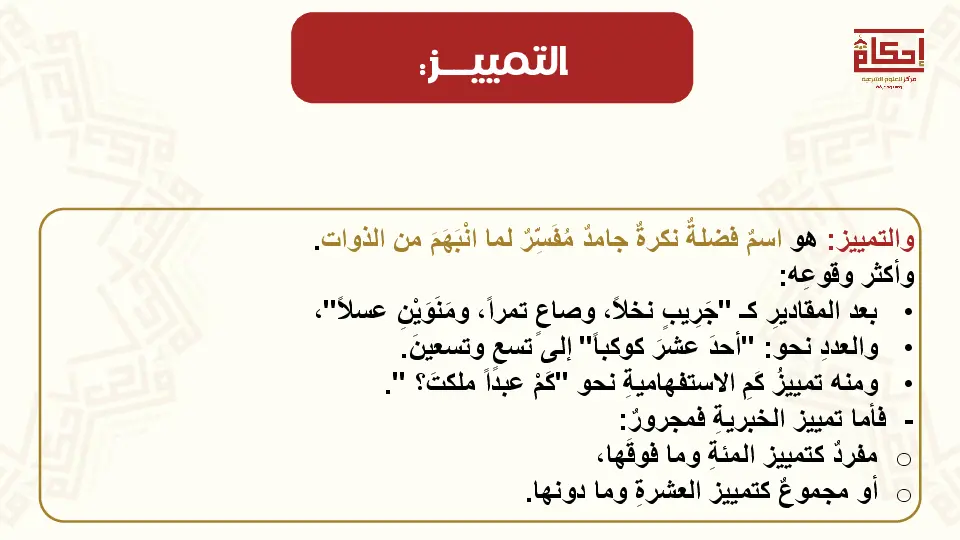 التمييـــز:
إحكام
مركز للعلوم الشرعية
والتمييز: هو اسمٌ فضلةٌ نكرةٌ جامدٌ مُفَسِّرٌ لما انْبَهَمَ من الذوات.
وأكثر وقوعِه:
• بعد المقاديرِ كـ "جَرِيبٍ نخلاً، وصاعٍ تمراً، ومَنَوَيْنِ عسلاً"،
• والعددِ نحو: "أحدَ عشرَ كوكباً" إلى تسعٍ وتسعينَ.
• ومنه تمييزُ كَمِ الاستفهاميةِ نحو "كَمْ عبداً ملكتَ؟ ".
- فأما تمييز الخبريةِ فمجرورٌ:
○ مفردٌ كتمييز المئةِ وما فوقَها،
○ أو مجموعٌ كتمييز العشرةِ وما دونها.